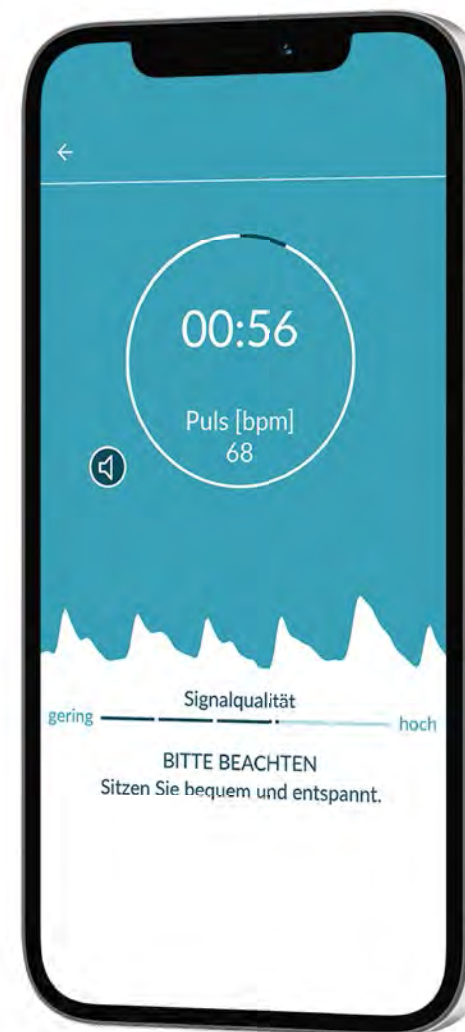 00:56
Puls [bpm]
68
Signalqualität
gering hoch
BITTE BEACHTEN
Sitzen Sie bequem und entspannt.